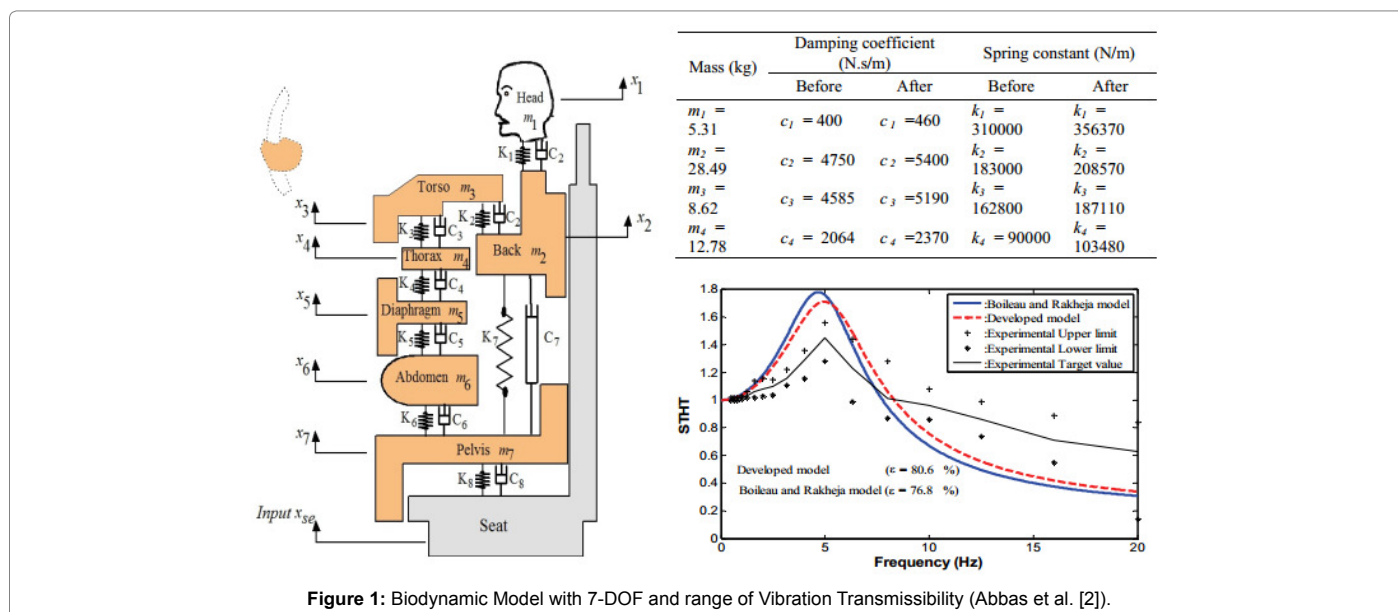 Head
m1
x1
K1
C2
Torso m3
x3
K3
C3
K2
C2
x2
x4
Thorax m4
Back m2
K4
C4
x5
Diaphragm m5
K5
C5
K7
C7
x6
Abdomen m6
K6
C6
x7
Pelvis m7
K8
C8
Input xse
Seat
Mass (kg)
Damping coefficient
(N.s/m)
Spring constant (N/m)
Before After Before After
m1 =
5.31
c1 = 400
c1 =460
k1 =
310000
k1 =
356370
m2 =
28.49
c2 = 4750
c2 =5400
k2 =
183000
k2 =
208570
m3 =
8.62
c3 = 4585
c3 =5190
k3 =
162800
k3 =
187110
m4 =
12.78
c4 = 2064
c4 =2370
k4 = 90000
k4 =
103480
1.8
1.6
1.4
1.2
1
0.8
0.6
0.4
0.2
0
STHT
:Boileau and Rakheja model
:Developed model
:Experimental Upper limit
:Experimental Lower limit
:Experimental Target value
Developed model (ε = 80.6 %)
Boileau and Rakheja model (ε = 76.8 %)
0 5 10 15 20
Frequency (Hz)
Figure 1: Biodynamic Model with 7-DOF and range of Vibration Transmissibility (Abbas et al. [2]).